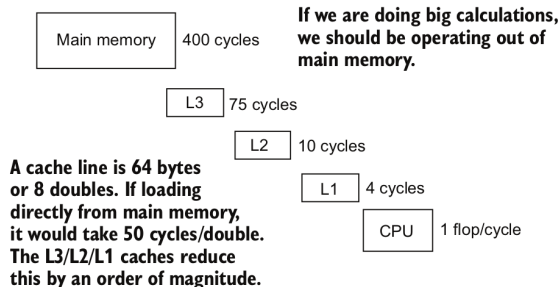 If we are doing big calculations,
we should be operating out of
main memory.
Main memory 400 cycles
L3 75 cycles
L2 10 cycles
L1 4 cycles
CPU 1 flop/cycle
A cache line is 64 bytes
or 8 doubles. If loading
directly from main memory,
it would take 50 cycles/double.
The L3/L2/L1 caches reduce
this by an order of magnitude.